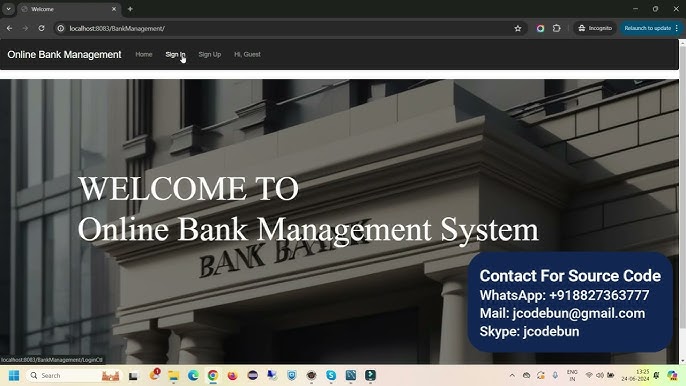 Welcome
localhost:8083/BankManagement/
Incognito
Relaunch to update
Online Bank Management
Home
Sign In
Sign Up
Hi, Guest
WELCOME TO
Online Bank Management System
BANK
Contact For Source Code
WhatsApp: +918827363777
Mail: jcodebun@gmail.com
Skype: jcodebun
localhost:8083/BankManagement/LoginCtl
Search
ENG
IN
13:25
24-06-2024